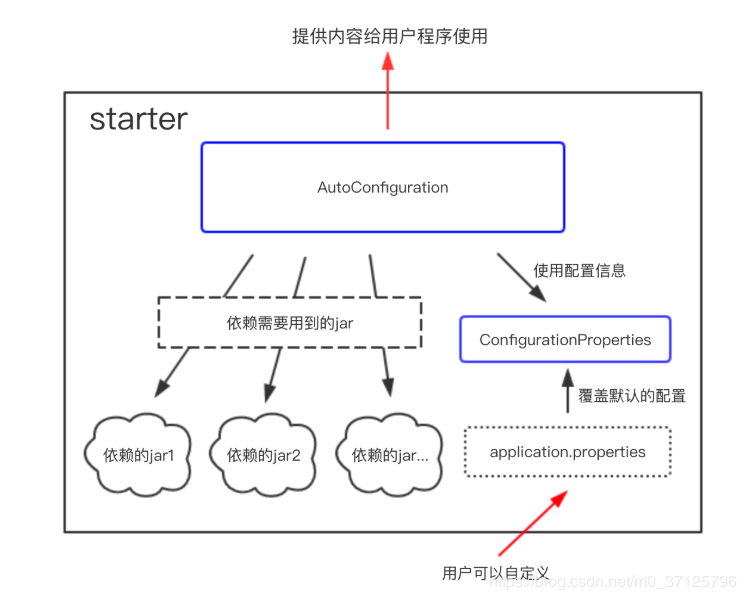 提供内容给用户程序使用
starter
AutoConfiguration
使用配置信息
依赖需要用到的jar
ConfigurationProperties
覆盖默认的配置
依赖的jar1
依赖的jar2
依赖的jar...
application.properties
用户可以自定义
https://blog.csdn.net/m0_37125796